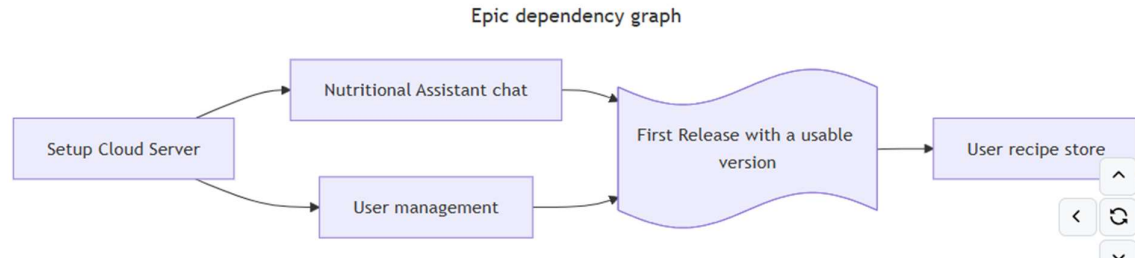 Epic dependency graph
Nutritional Assistant chat
Setup Cloud Server
First Release with a usable
version
User recipe store
User management